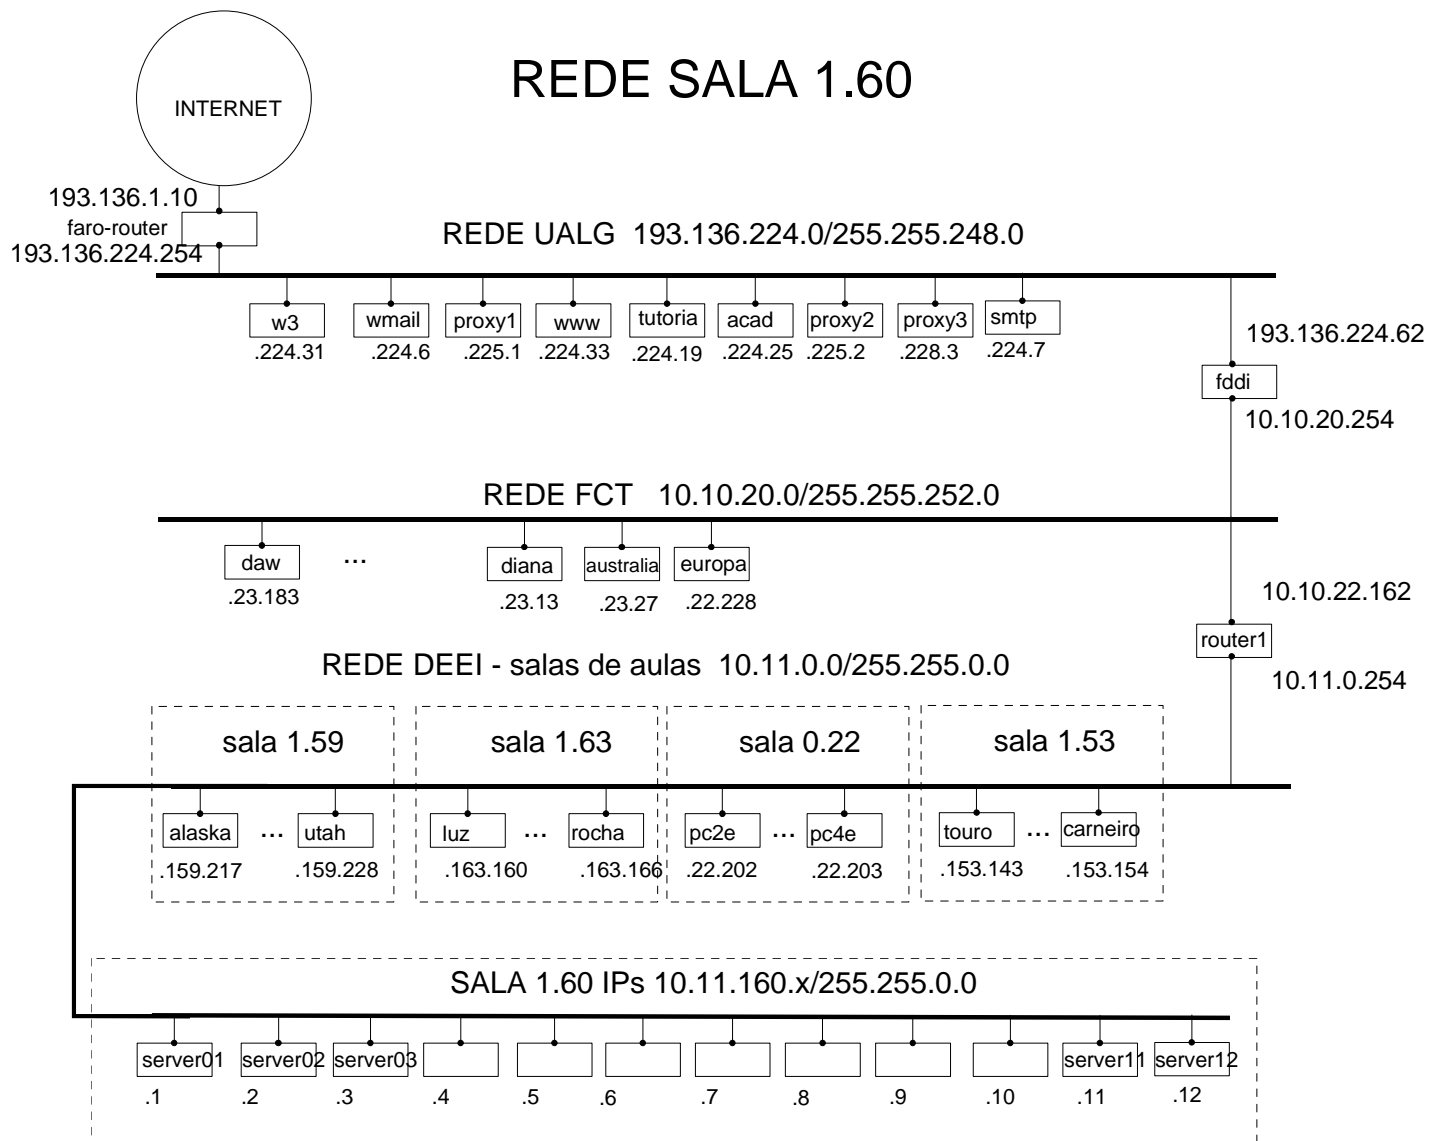 REDE SALA 1.60
INTERNET
193.136.1.10
faro-router
193.136.224.254
REDE UALG 193.136.224.0/255.255.248.0
w3 wmail proxy1 www tutoria acad proxy2 proxy3 smtp
.224.31 .224.6 .225.1 .224.33 .224.19 .224.25 .225.2 .228.3 .224.7
193.136.224.62
fddi
10.10.20.254
REDE FCT 10.10.20.0/255.255.252.0
daw ... diana australia europa
.23.183 .23.13 .23.27 .22.228
10.10.22.162
router1
10.11.0.254
REDE DEEI - salas de aulas 10.11.0.0/255.255.0.0
sala 1.59 sala 1.63 sala 0.22 sala 1.53
alaska ... utah luz ... rocha pc2e ... pc4e touro ... carneiro
.159.217 .159.228 .163.160 .163.166 .22.202 .22.203 .153.143 .153.154
SALA 1.60 IPs 10.11.160.x/255.255.0.0
server01 server02 server03 server11 server12
.1 .2 .3 .4 .5 .6 .7 .8 .9 .10 .11 .12